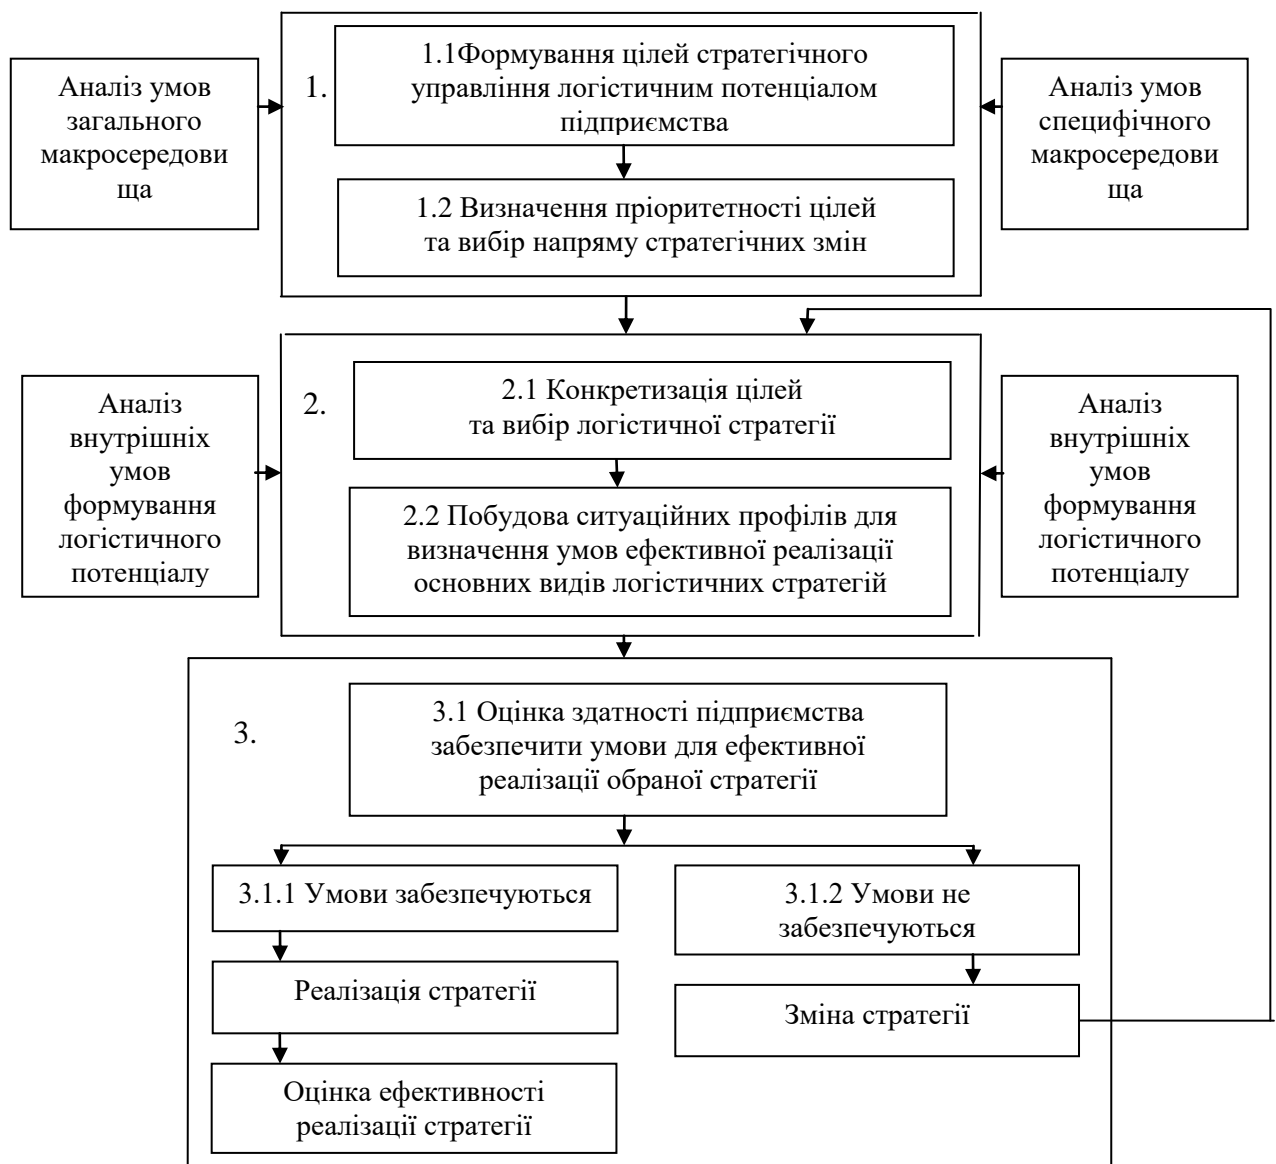 1.1Формування цілей стратегічного
управління логістичним потенціалом
підприємства
1.
Аналіз умов
загального
макросередови
ща
Аналіз умов
специфічного
макросередови
ща
1.2 Визначення пріоритетності цілей
та вибір напряму стратегічних змін
2.
2.1 Конкретизація цілей
та вибір логістичної стратегії
Аналіз
внутрішніх
умов
формування
логістичного
потенціалу
Аналіз
внутрішніх
умов
формування
логістичного
потенціалу
2.2 Побудова ситуаційних профілів для
визначення умов ефективної реалізації
основних видів логістичних стратегій
3.
3.1 Оцінка здатності підприємства
забезпечити умови для ефективної
реалізації обраної стратегії
3.1.1 Умови забезпечуються
3.1.2 Умови не
забезпечуються
Реалізація стратегії
Зміна стратегії
Оцінка ефективності
реалізації стратегії